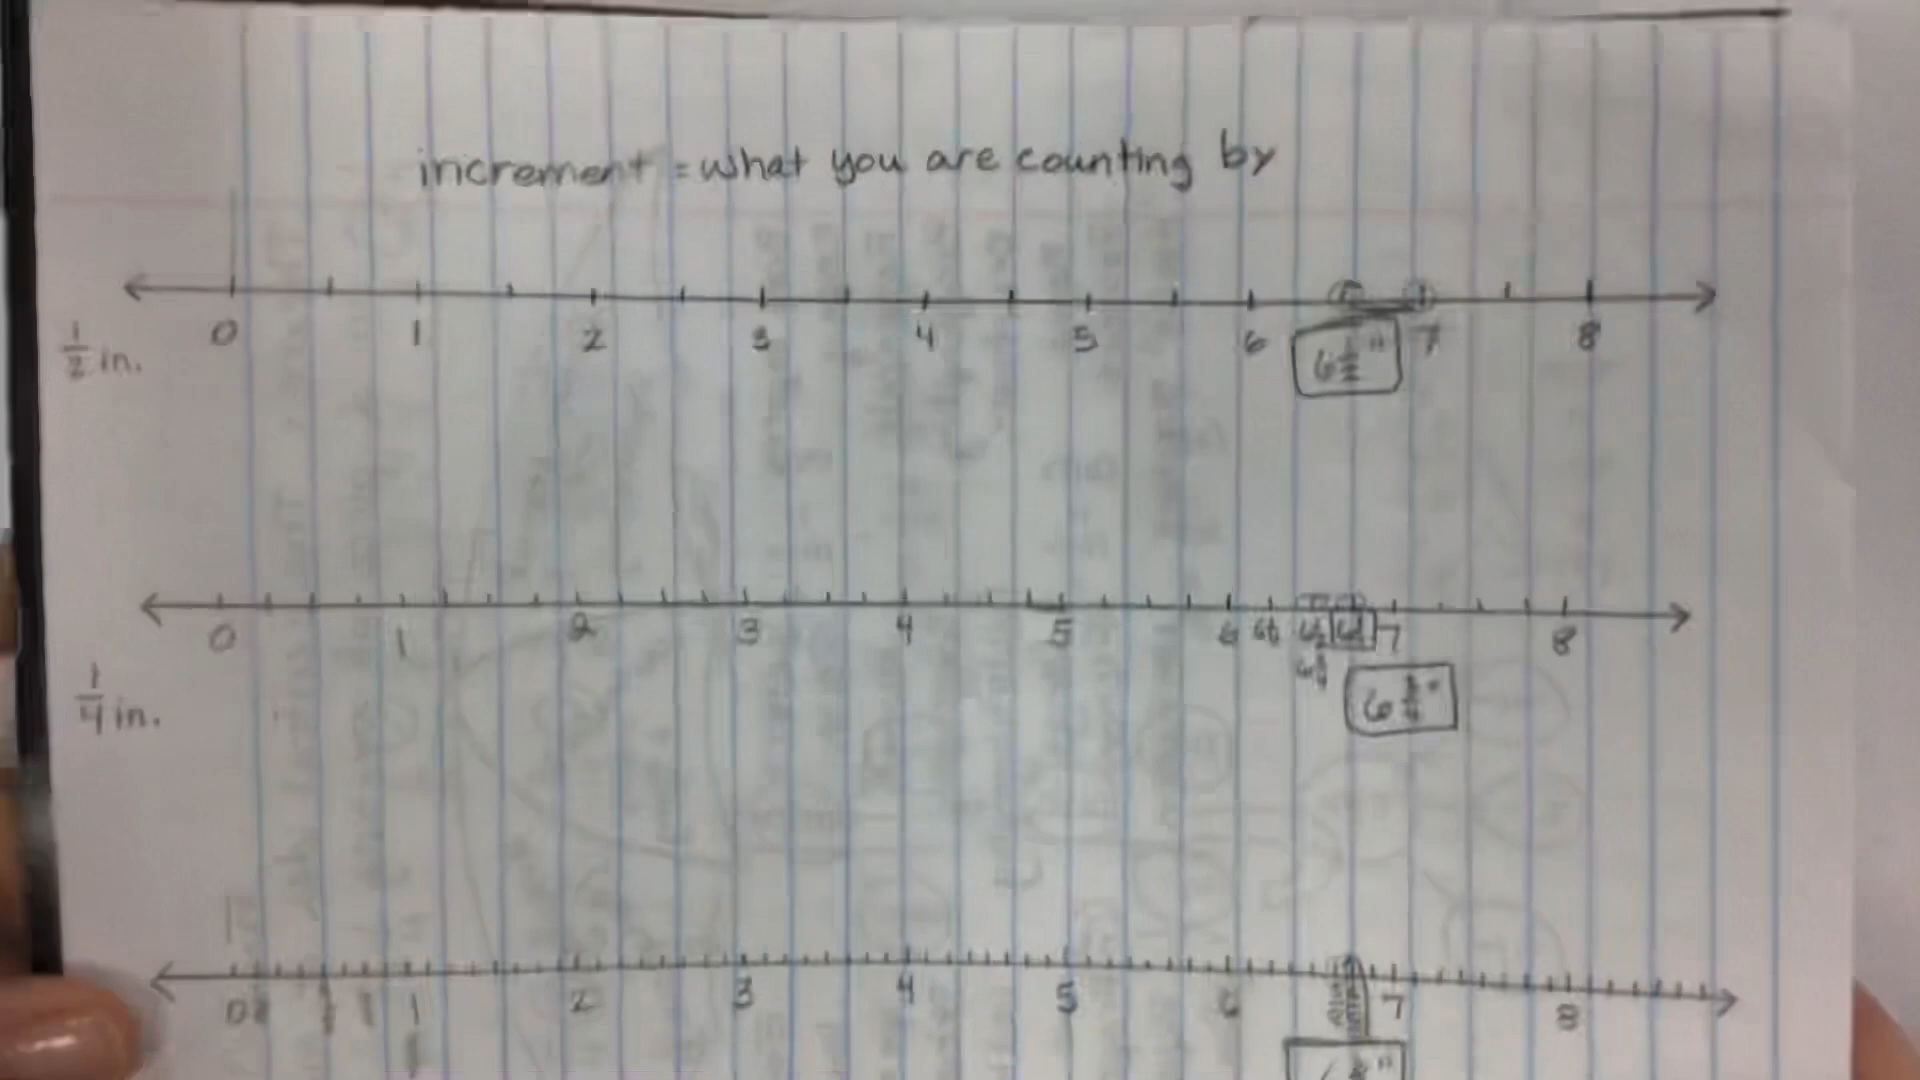 increment = what you are counting by
1/2 in.
0 1 2 3 4 5 6 7 8
6 1/2"
1/4 in.
0 1 2 3 4 5 6 7 8
6 3/4"
0 1 2 3 4 5 6 7 8